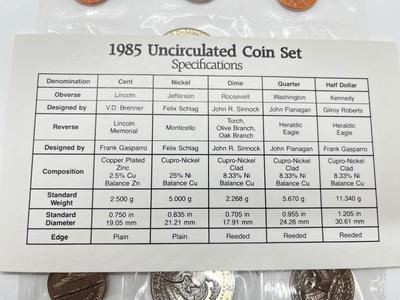 1985 Uncirculated Coin Set
Specifications
Denomination Cent Nickel Dime Quarter Half Dollar
Obverse Lincoln Jefferson Roosevelt Washington Kennedy
Designed by V.D. Brenner Felix Schlag John R. Sinnock John Flanagan Gilroy Roberts
Reverse Lincoln Memorial Monticello Torch, Olive Branch, Oak Branch Heraldic Eagle Heraldic Eagle
Designed by Frank Gasparro Felix Schlag John R. Sinnock John Flanagan Frank Gasparro
Composition Copper Plated Zinc 2.5% Cu Balance Zn Cupro-Nickel 25% Ni Balance Cu Cupro-Nickel Clad 8.33% Ni Balance Cu Cupro-Nickel Clad 8.33% Ni Balance Cu Cupro-Nickel Clad 8.33% Ni Balance Cu
Standard Weight 2.500 g 5.000 g 2.268 g 5.670 g 11.340 g
Standard Diameter 0.750 in 19.05 mm 0.835 in 21.21 mm 0.705 in 17.91 mm 0.955 in 24.26 mm 1.205 in 30.61 mm
Edge Plain Plain Reeded Reeded Reeded